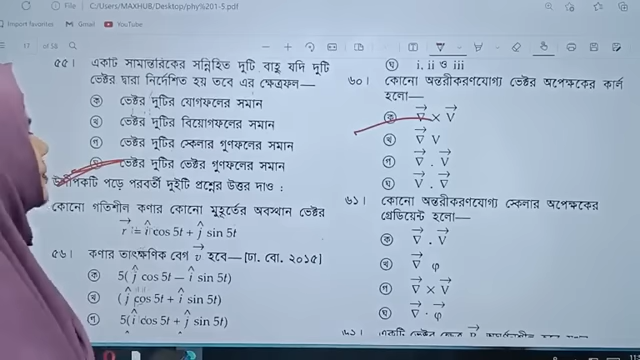 File
C:/Users/MAXHUB/Desktop/phy%201-5.pdf
Import favorites
Gmail
YouTube
17
of 58
৫৫। একটি সামান্তরিকের সন্নিহিত দুটি বাহু যদি দুটি
ভেক্টর দ্বারা নির্দেশিত হয় তবে এর ক্ষেত্রফল—
ক ভেক্টর দুটির যোগফলের সমান
খ ভেক্টর দুটির বিয়োগফলের সমান
গ ভেক্টর দুটির স্কেলার গুণফলের সমান
ঘ ভেক্টর দুটির ভেক্টর গুণফলের সমান
উদ্দীপকটি পড়ে পরবর্তী দুইটি প্রশ্নের উত্তর দাও :
কোনো গতিশীল কণার কোনো মুহূর্তের অবস্থান ভেক্টর
r⃗ = î cos 5t + ĵ sin 5t
৫৬। কণার তাৎক্ষণিক বেগ v⃗ হবে— [ঢা. বো. ২০১৫]
ক 5(ĵ cos 5t – î sin 5t)
খ (ĵ cos 5t + î sin 5t)
গ 5(î cos 5t + ĵ sin 5t)
ঘ i. ii ও iii
৬০। কোনো অন্তরীকরণযোগ্য ভেক্টর অপেক্ষকের কার্ল
হলো—
ক ∇⃗ × V⃗
খ ∇⃗ V
গ ∇⃗ . V⃗
ঘ V⃗ . ∇⃗
৬১। কোনো অন্তরীকরণযোগ্য স্কেলার অপেক্ষকের
গ্রেডিয়েন্ট হলো—
ক ∇⃗ . V⃗
খ ∇⃗ φ
গ ∇⃗ × V⃗
ঘ ∇⃗ · φ⃗